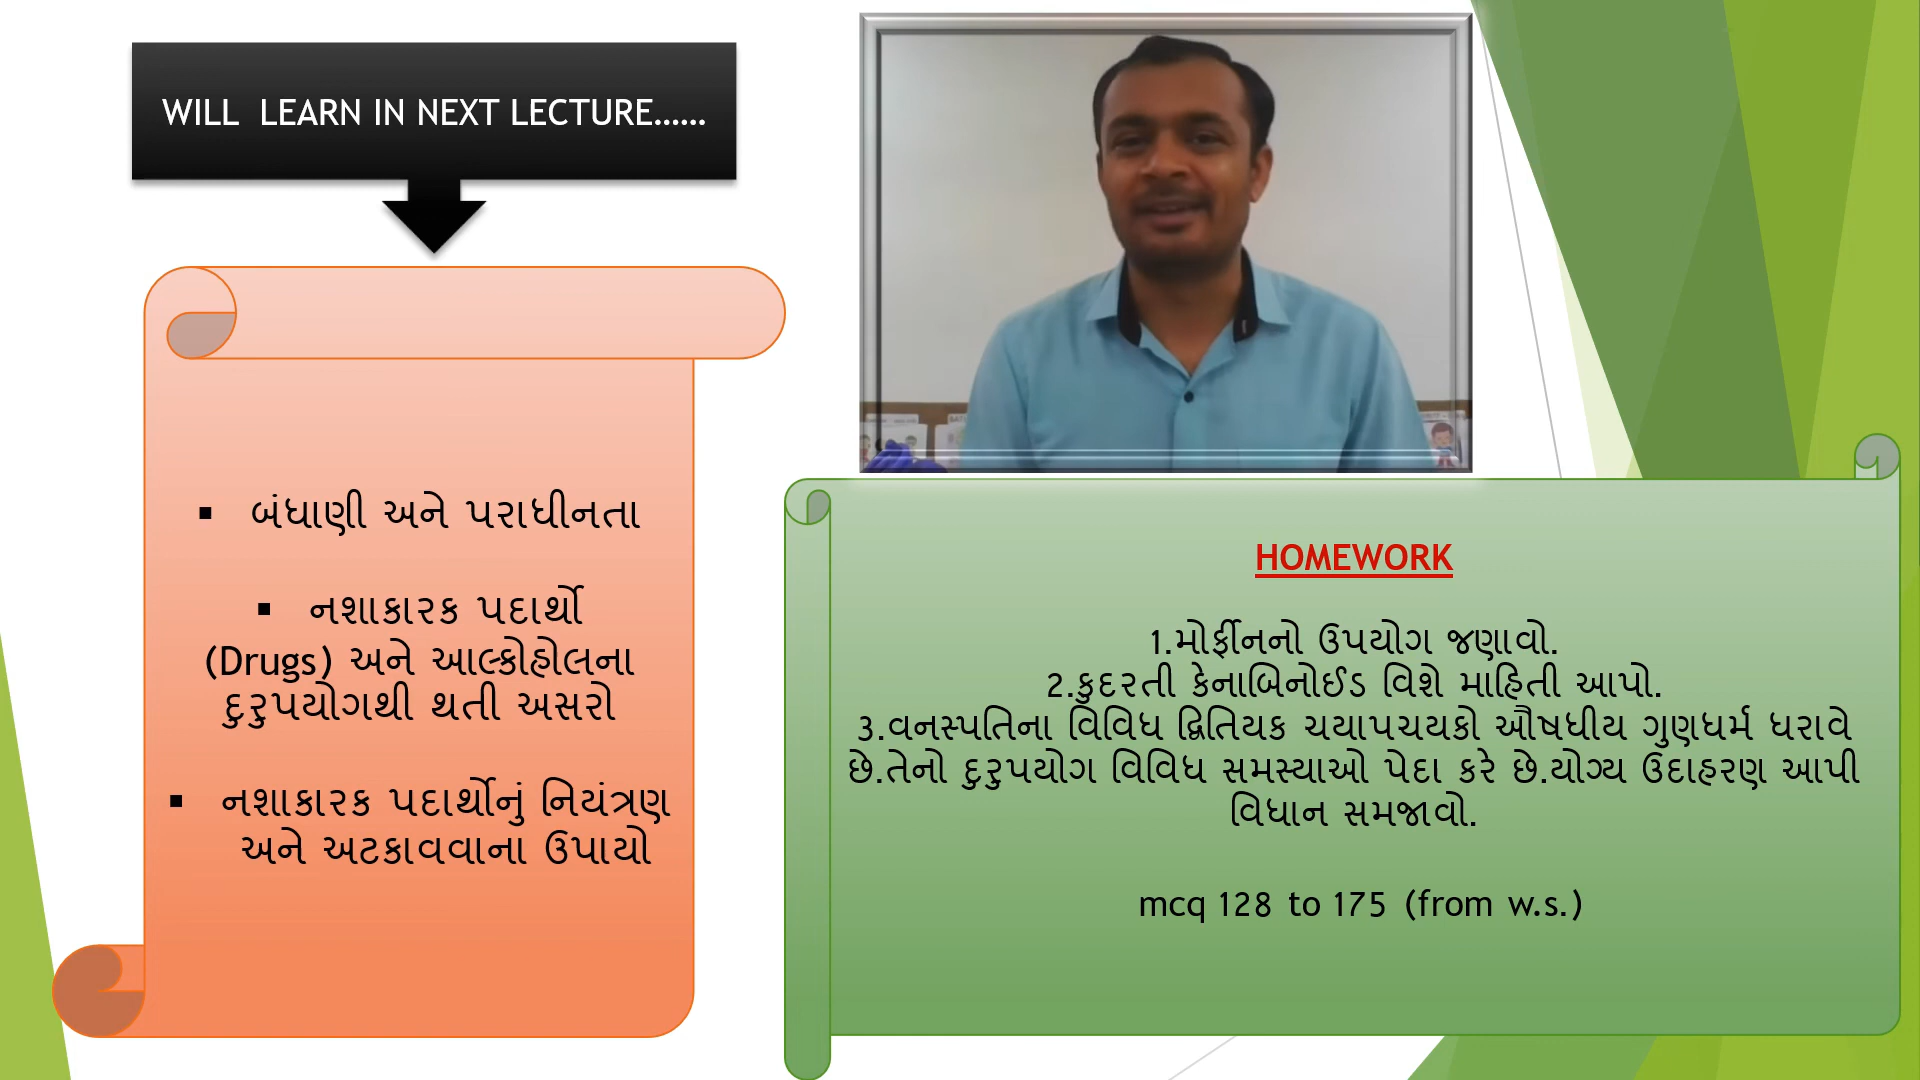 WILL LEARN IN NEXT LECTURE......
▪ બંધાણી અને પરાધીનતા
▪ નશાકારક પદાર્થો
(Drugs) અને આલ્કોહોલના
દુરુપયોગથી થતી અસરો
▪ નશાકારક પદાર્થોનું નિયંત્રણ
અને અટકાવવાના ઉપાયો
HOMEWORK
1.મોર્ફીનનો ઉપયોગ જણાવો.
2.કુદરતી કેનાબિનોઈડ વિશે માહિતી આપો.
3.વનસ્પતિના વિવિધ દ્વિતિયક ચયાપચયકો ઔષધીય ગુણધર્મ ધરાવે
છે.તેનો દુરુપયોગ વિવિધ સમસ્યાઓ પેદા કરે છે.યોગ્ય ઉદાહરણ આપી
વિધાન સમજાવો.
mcq 128 to 175 (from w.s.)